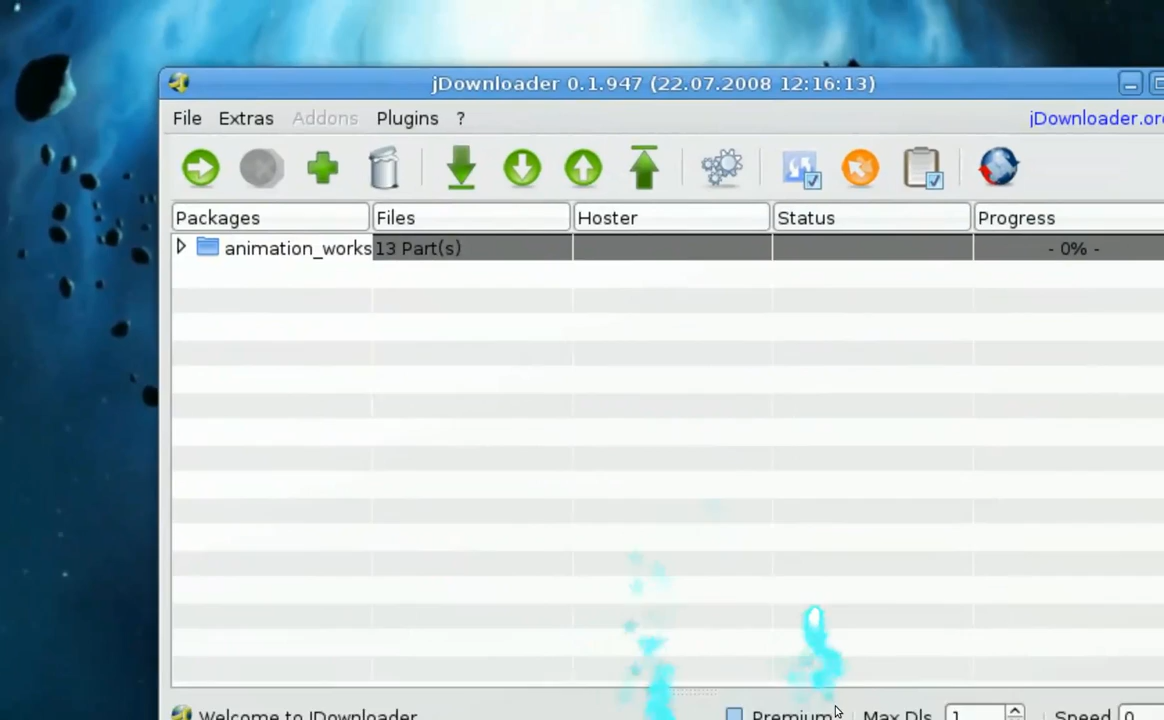 jDownloader 0.1.947 (22.07.2008 12:16:13)
File Extras Addons Plugins ? jDownloader.or
Packages Files Hoster Status Progress
animation_works 13 Part(s) - 0% -
Welcome to JDownloader Premium Max Dls. 1 Speed 0